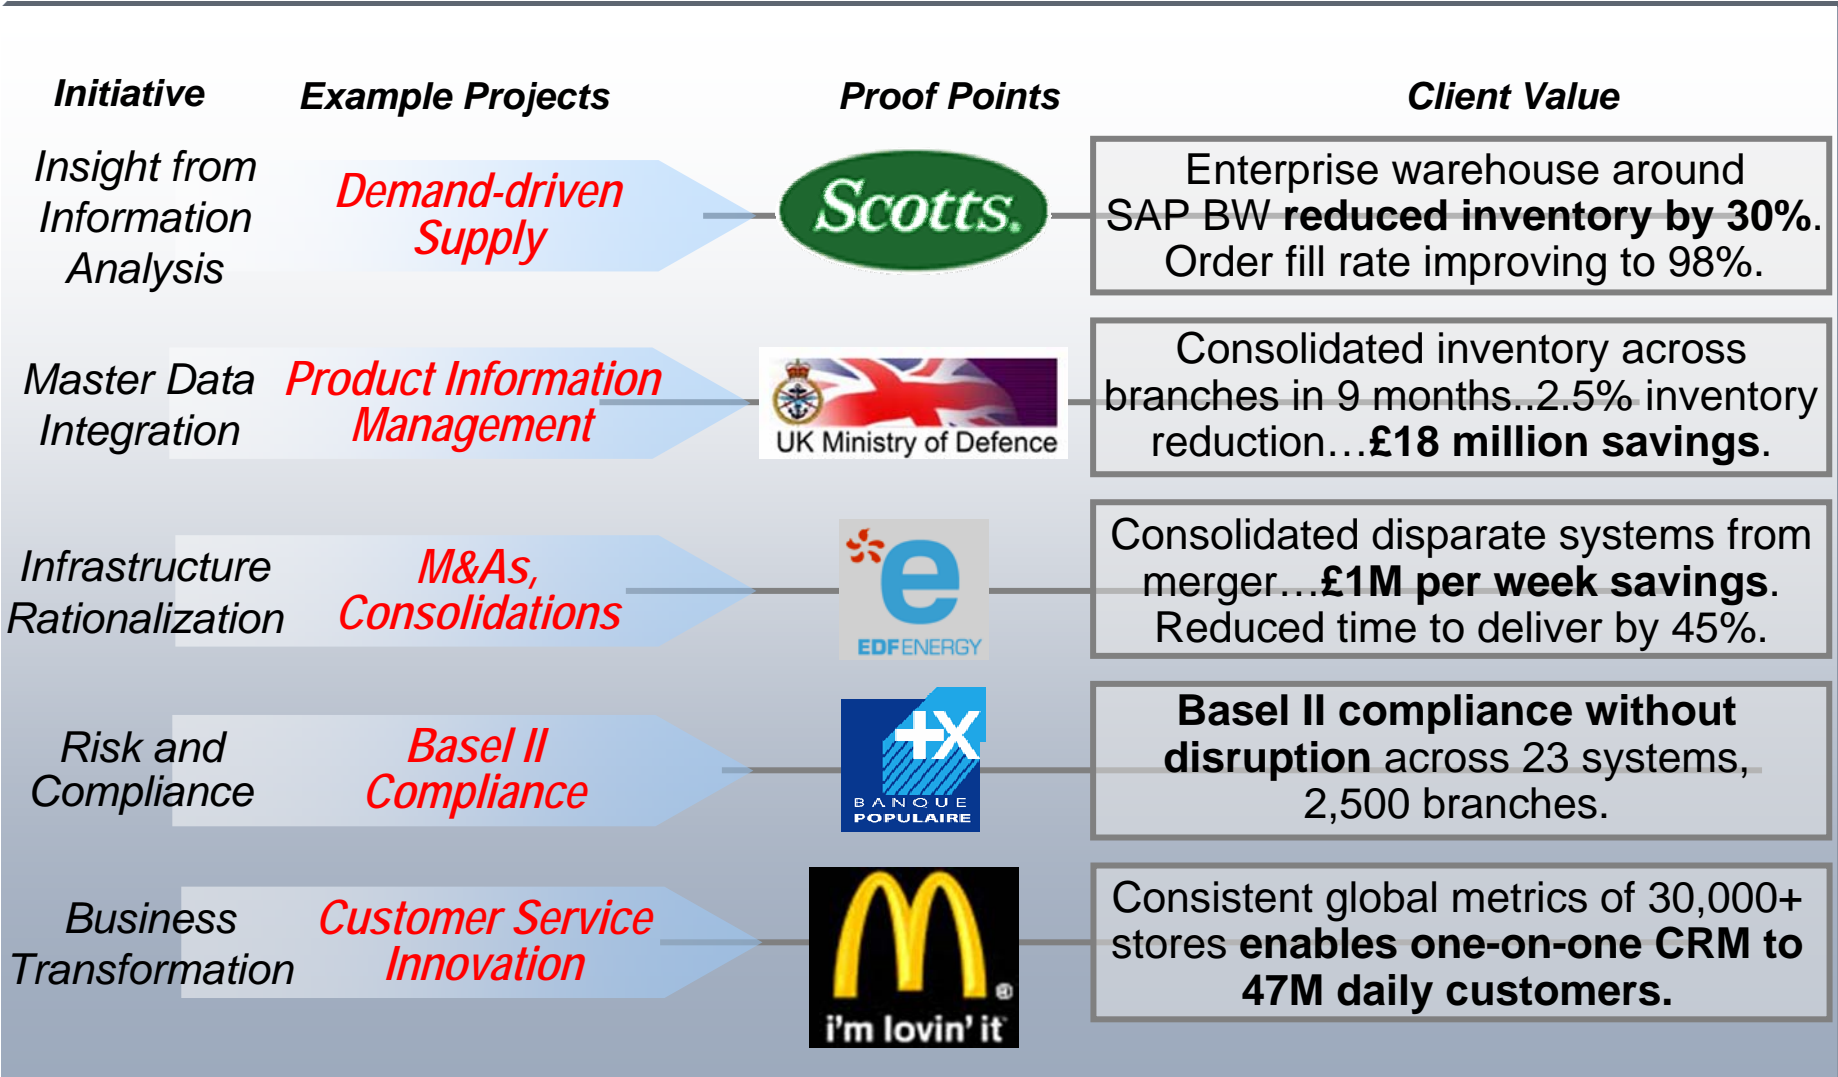 Initiative
Example Projects
Proof Points
Client Value
Insight from
Information
Analysis
Demand-driven
Supply
Scotts®
Enterprise warehouse around
SAP BW reduced inventory by 30%.
Order fill rate improving to 98%.
Master Data
Integration
Product Information
Management
UK Ministry of Defence
Consolidated inventory across
branches in 9 months..2.5% inventory
reduction…£18 million savings.
Infrastructure
Rationalization
M&As,
Consolidations
e
EDF ENERGY
Consolidated disparate systems from
merger…£1M per week savings.
Reduced time to deliver by 45%.
Risk and
Compliance
Basel II
Compliance
+X
BANQUE
POPULAIRE
Basel II compliance without
disruption across 23 systems,
2,500 branches.
Business
Transformation
Customer Service
Innovation
M®
i'm lovin' it™
Consistent global metrics of 30,000+
stores enables one-on-one CRM to
47M daily customers.